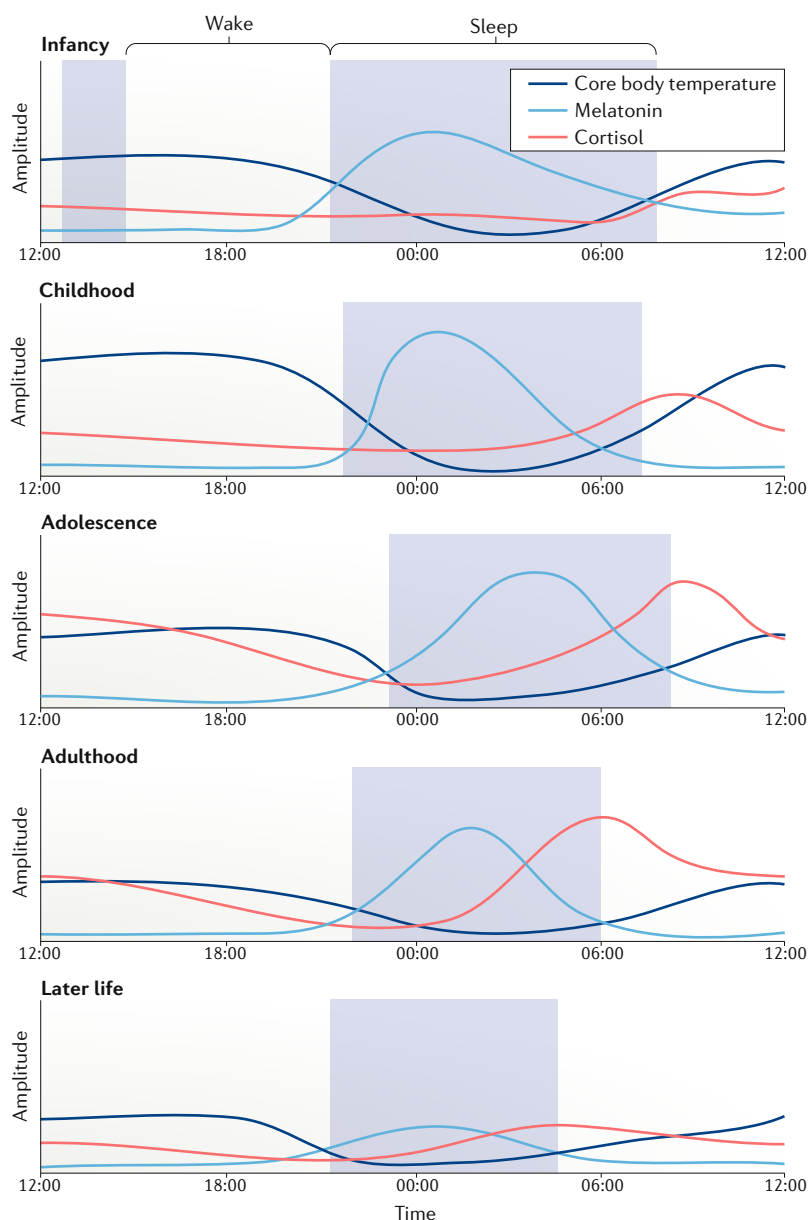 Wake Sleep
Infancy
Core body temperature
Melatonin
Cortisol
Amplitude
12:00 18:00 00:00 06:00 12:00
Childhood
Amplitude
12:00 18:00 00:00 06:00 12:00
Adolescence
Amplitude
12:00 18:00 00:00 06:00 12:00
Adulthood
Amplitude
12:00 18:00 00:00 06:00 12:00
Later life
Amplitude
12:00 18:00 00:00 06:00 12:00
Time